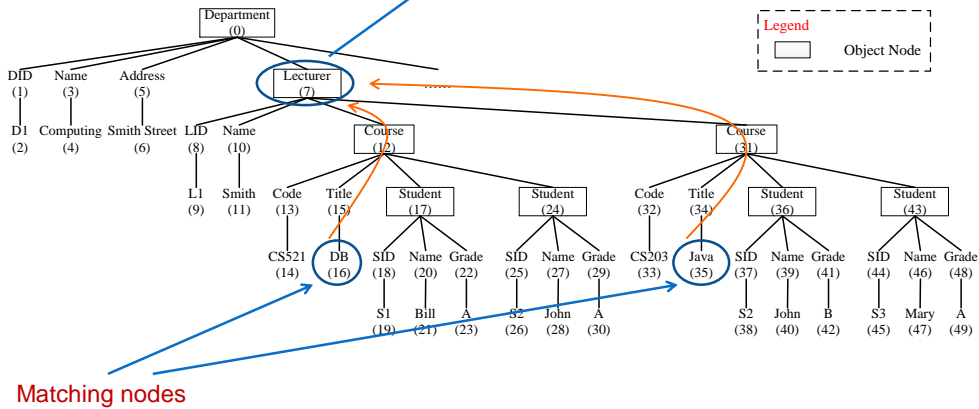 Department
(0)
Legend
Object Node
DID Name Address Lecturer ......
(1) (3) (5) (7)
D1 Computing Smith Street LID Name Course Course
(2) (4) (6) (8) (10) (12) (31)
L1 Smith Code Title Student Student Code Title Student Student
(9) (11) (13) (15) (17) (24) (32) (34) (36) (43)
CS521 DB SID Name Grade SID Name Grade CS203 Java SID Name Grade SID Name Grade
(14) (16) (18) (20) (22) (25) (27) (29) (33) (35) (37) (39) (41) (44) (46) (48)
S1 Bill A S2 John A S2 John B S3 Mary A
(19) (21) (23) (26) (28) (30) (38) (40) (42) (45) (47) (49)
Matching nodes